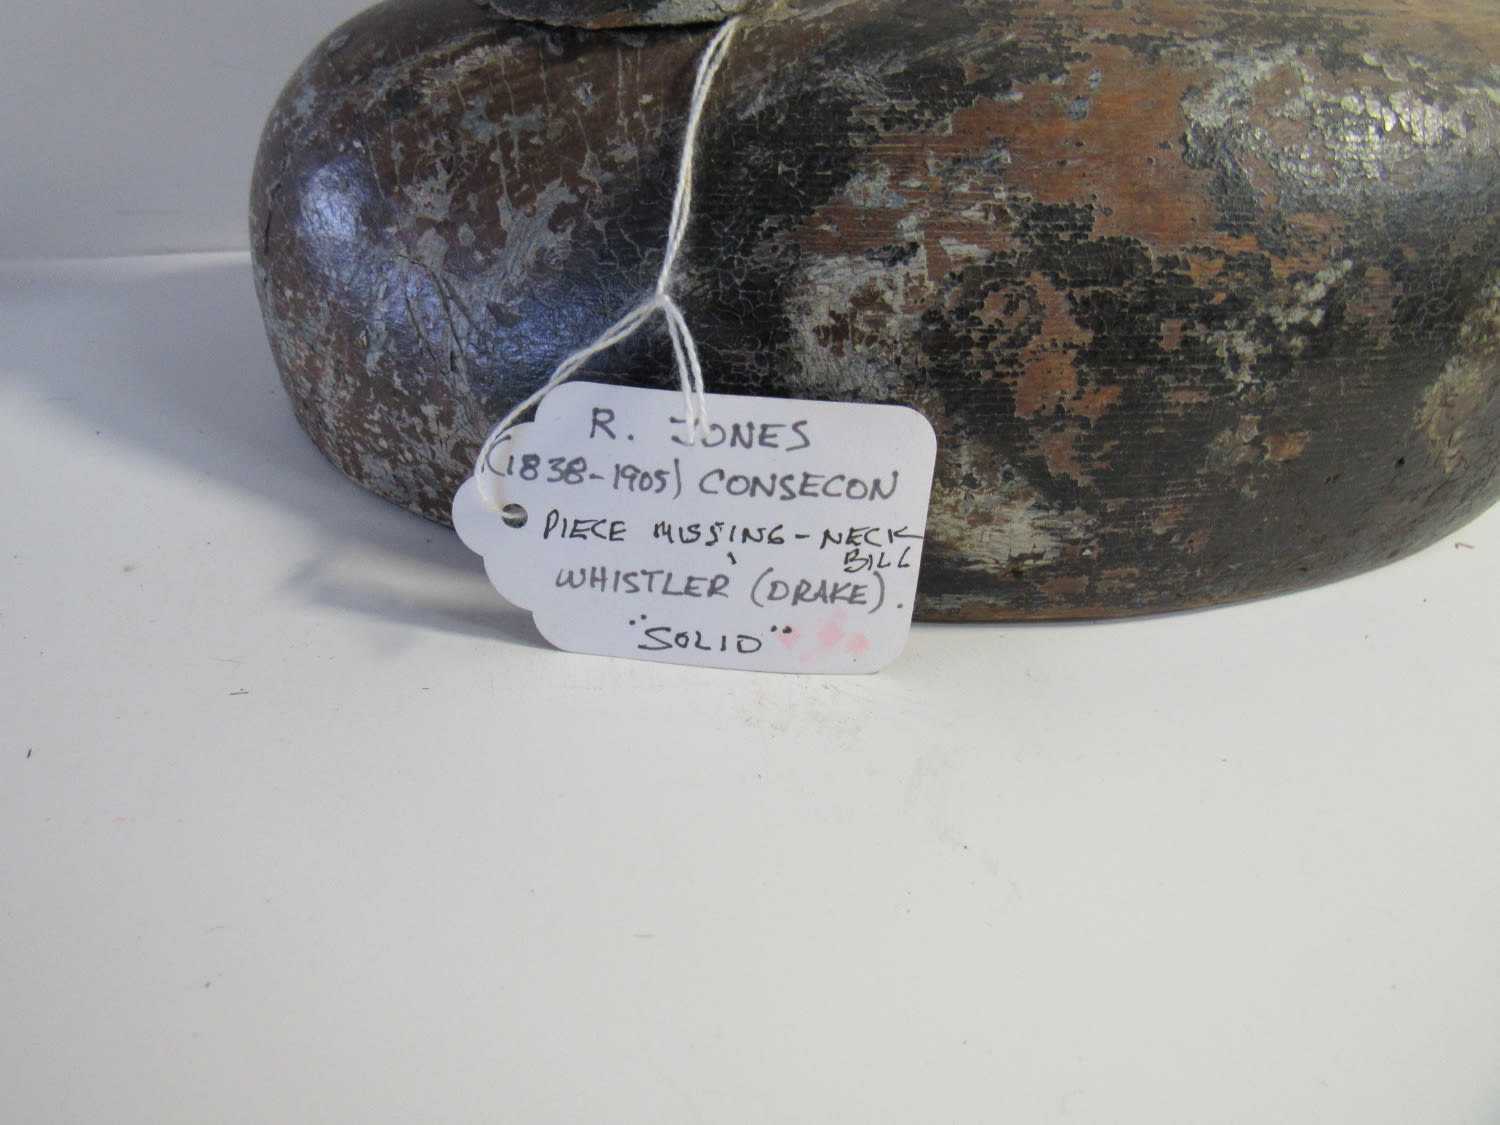 R. JONES
(1838-1905) CONSECON
PIECE MISSING - NECK
BILL
WHISTLER (DRAKE).
"SOLID"